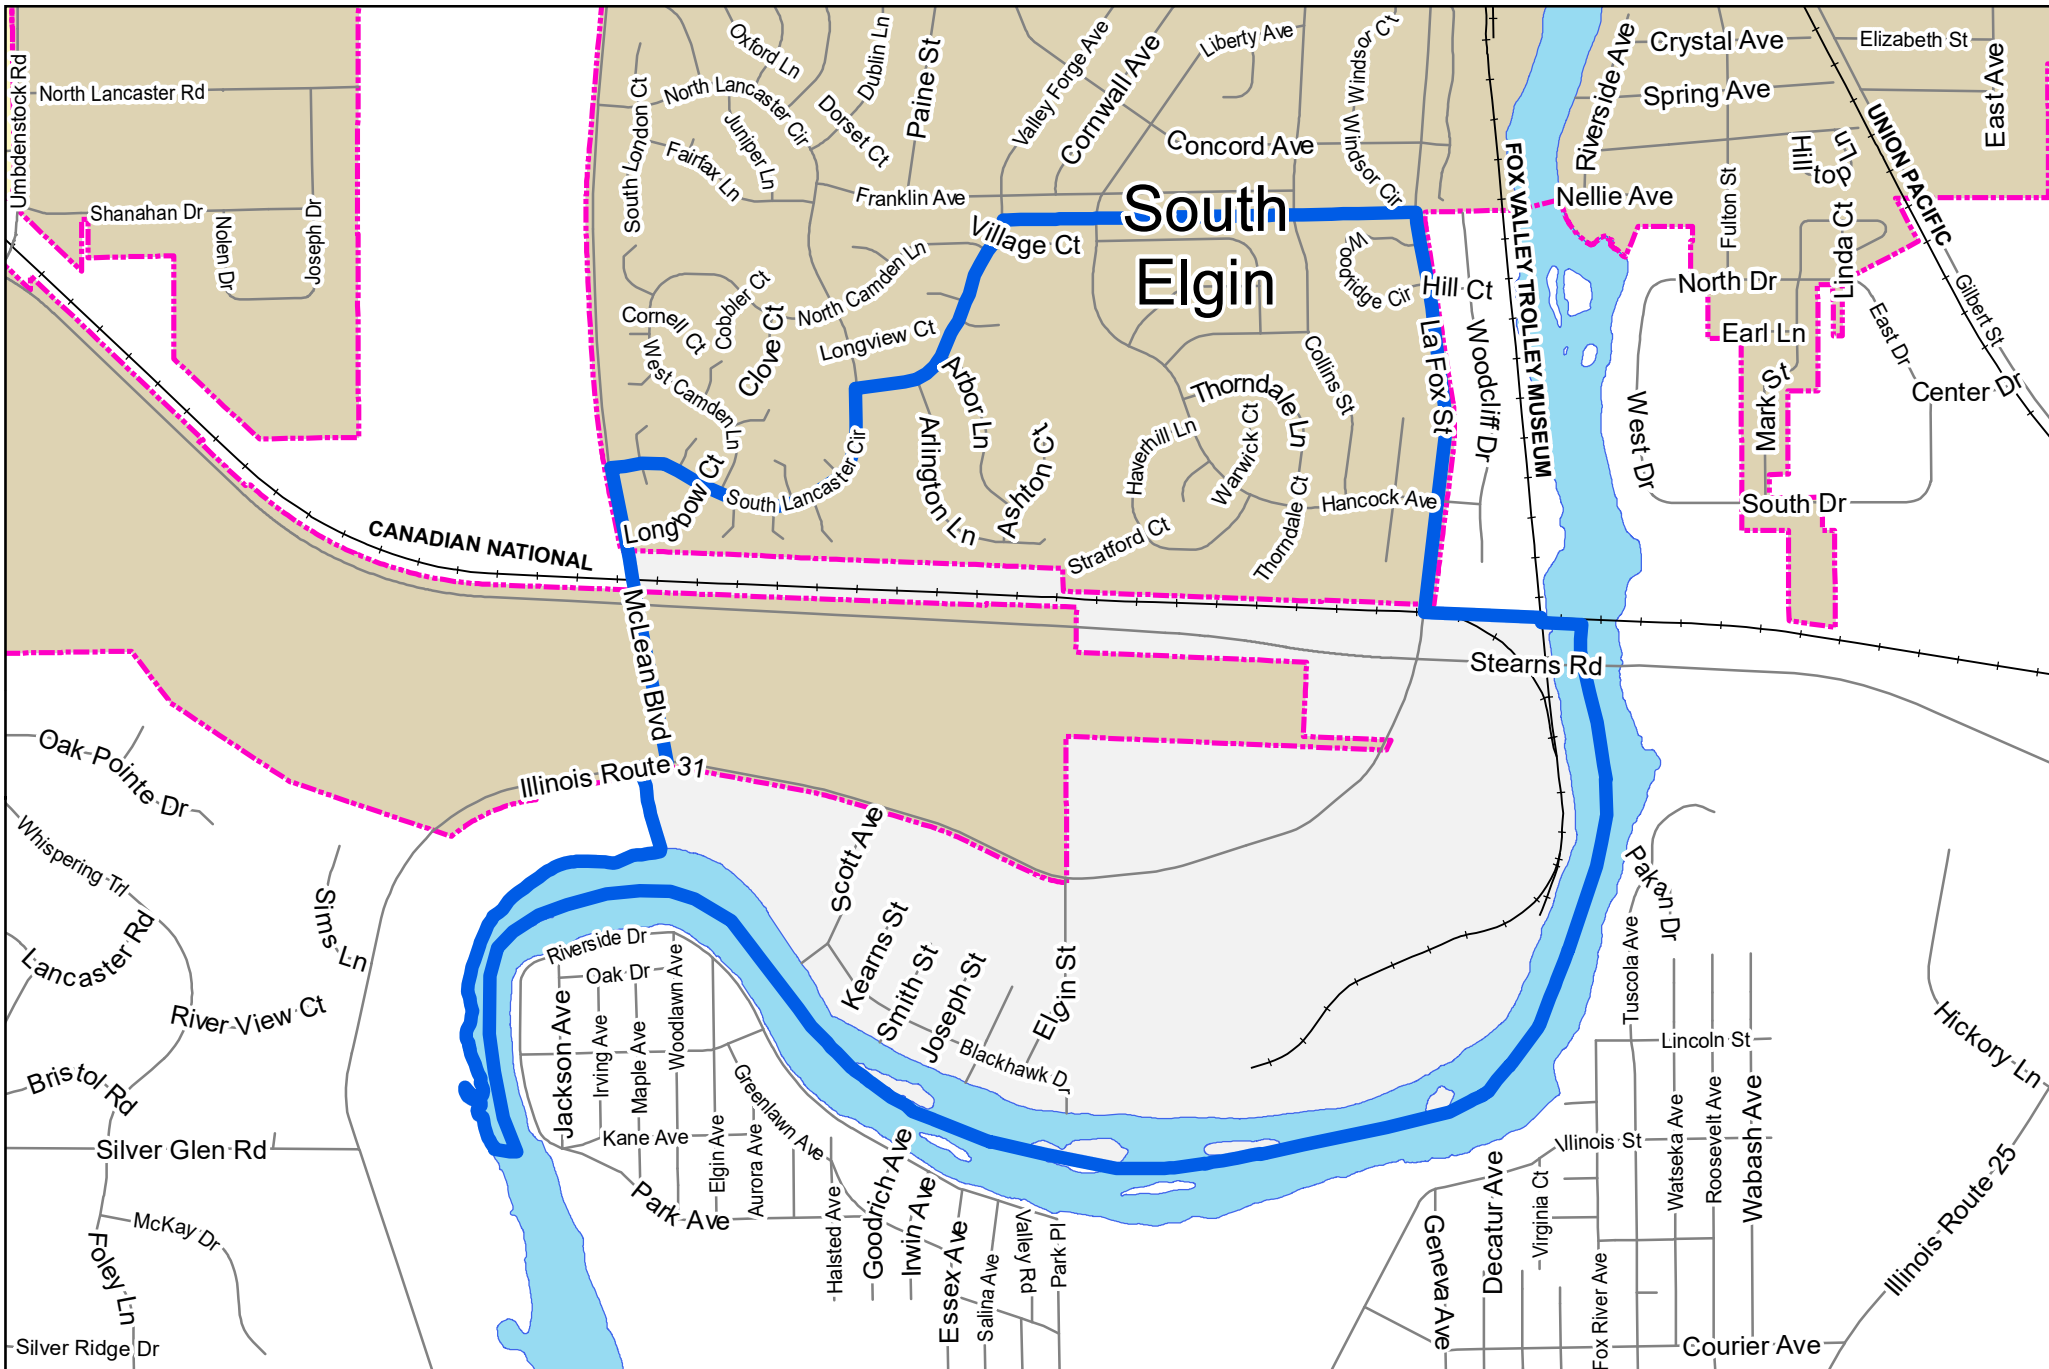 Umbdenstock Rd
North Lancaster Rd
Shanahan Dr
Nolen Dr
Joseph Dr
Oxford Ln
Dublin Ln
Paine St
North Lancaster Cir
South London Ct
Juniper Ln
Dorset Ct
Fairfax Ln
Valley Forge Ave
Cornwall Ave
Liberty Ave
Windsor Ct
Windsor Cir
Concord Ave
Franklin Ave
South
Elgin
Village Ct
North Camden Ln
Cobbler Ct
Clove Ct
Cornell Ct
West Camden Ln
Longview Ct
Arbor Ln
Arlington Ln
Ashton Ct
South Lancaster Cir
Longbow Ct
Woodridge Cir
Hill Ct
La Fox St
Woodcliff Dr
Collins St
Thorndale Ln
Warwick Ct
Haverhill Ln
Hancock Ave
Thorndale Ct
Stratford Ct
FOX VALLEY TROLLEY MUSEUM
Riverside Ave
Crystal Ave
Elizabeth St
Spring Ave
East Ave
UNION PACIFIC
Hilltop Ln
Nellie Ave
Fulton St
Linda Ct
North Dr
Gilbert St
Earl Ln
East Dr
Mark St
Center Dr
West Dr
South Dr
CANADIAN NATIONAL
McLean Blvd
Stearns Rd
Illinois Route 31
Oak Pointe Dr
Whispering Trl
Sims Ln
Lancaster Rd
River View Ct
Bristol Rd
Silver Glen Rd
McKay Dr
Foley Ln
Silver Ridge Dr
Scott Ave
Kearns St
Smith St
Joseph St
Elgin St
Blackhawk D
Riverside Dr
Oak Dr
Jackson Ave
Irving Ave
Maple Ave
Woodlawn Ave
Kane Ave
Elgin Ave
Aurora Ave
Greenlawn Ave
Park Ave
Halsted Ave
Goodrich Ave
Irwin Ave
Essex Ave
Salina Ave
Valley Rd
Park Pl
Pakan Dr
Tuscola Ave
Lincoln St
Illinois St
Watseka Ave
Roosevelt Ave
Wabash Ave
Hickory Ln
Illinois Route 25
Geneva Ave
Decatur Ave
Virginia Ct
Fox River Ave
Courier Ave